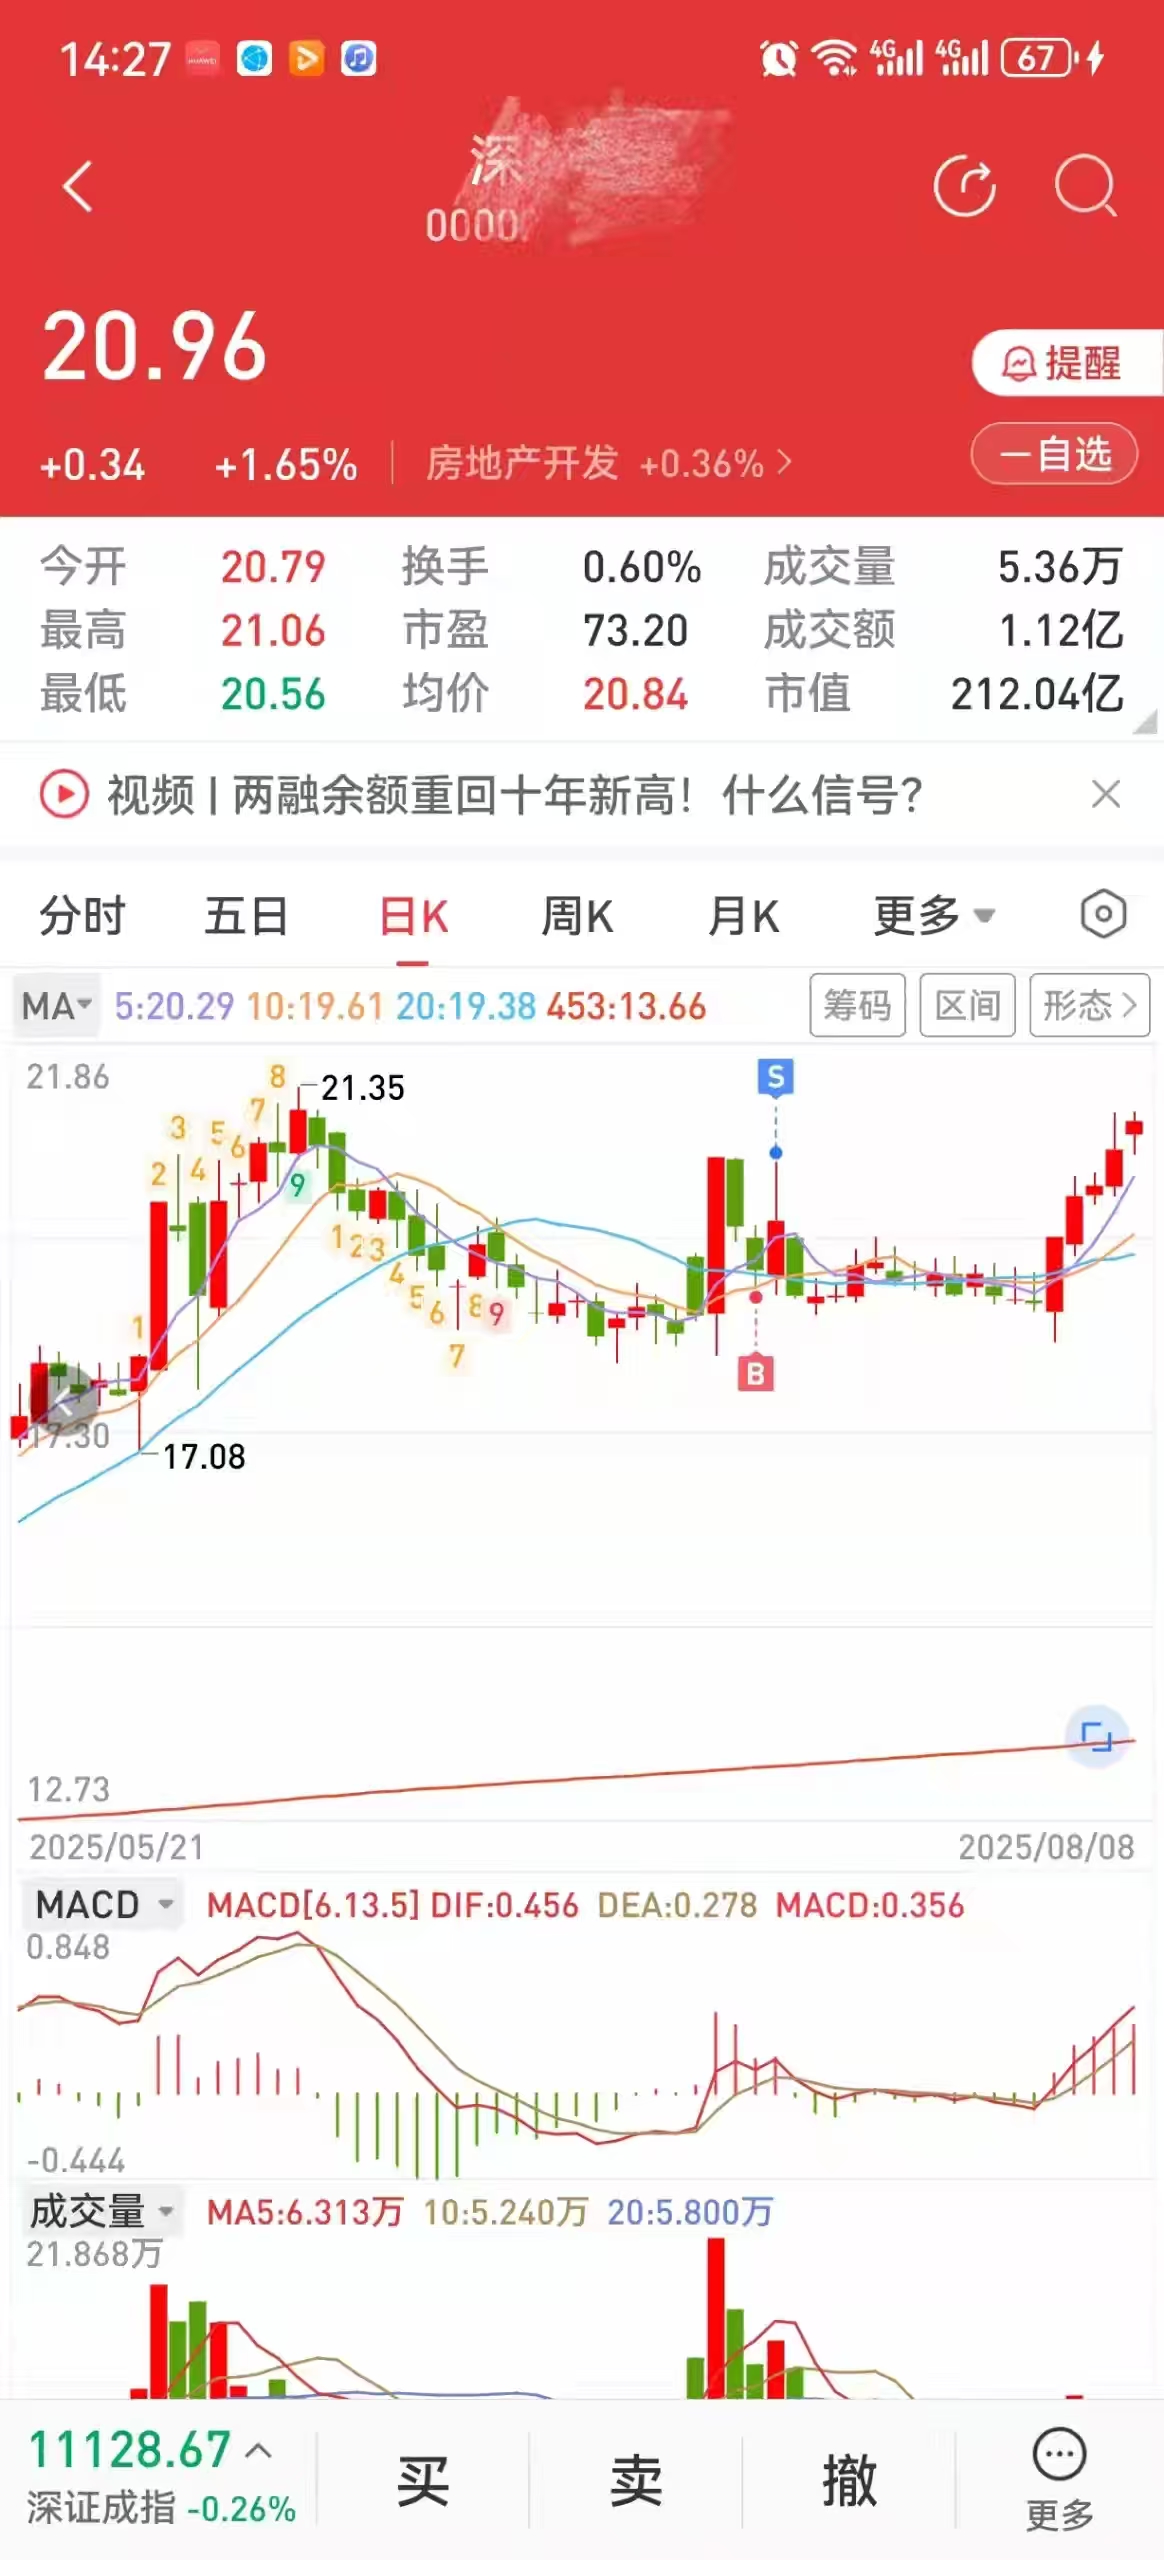 14:27 HUAWEI 4G 4G 67
深
0000
20.96
提醒
+0.34 +1.65% 房地产开发 +0.36%
一自选
今开 20.79 换手 0.60% 成交量 5.36万
最高 21.06 市盈 73.20 成交额 1.12亿
最低 20.56 均价 20.84 市值 212.04亿
视频 | 两融余额重回十年新高！什么信号？
分时 五日 日K 周K 月K 更多
MA 5:20.29 10:19.61 20:19.38 453:13.66 筹码 区间 形态
21.86
S
8
21.35
7
3 5 6
2 4
9
1 2 3
4
5 6 8 9
1
7
B
17.30
17.08
12.73
2025/05/21 2025/08/08
MACD MACD[6.13.5] DIF:0.456 DEA:0.278 MACD:0.356
0.848
-0.444
成交量 MA5:6.313万 10:5.240万 20:5.800万
21.868万
11128.67 买 卖 撤
深证成指 -0.26% 更多